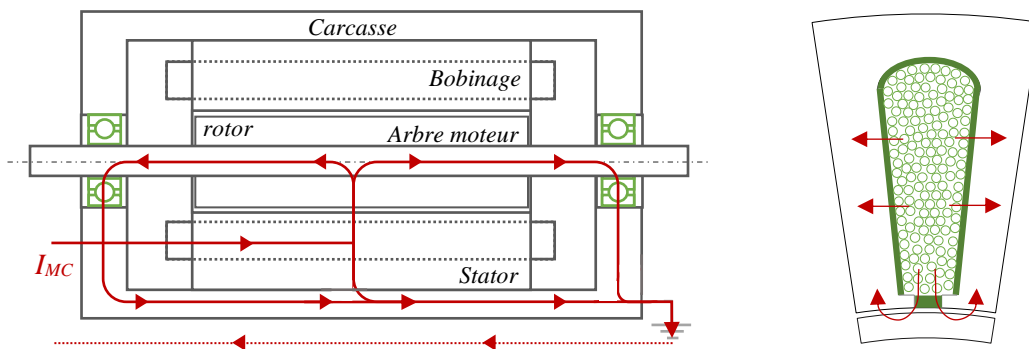 Carcasse
Bobinage
rotor
Arbre moteur
I_MC
Stator